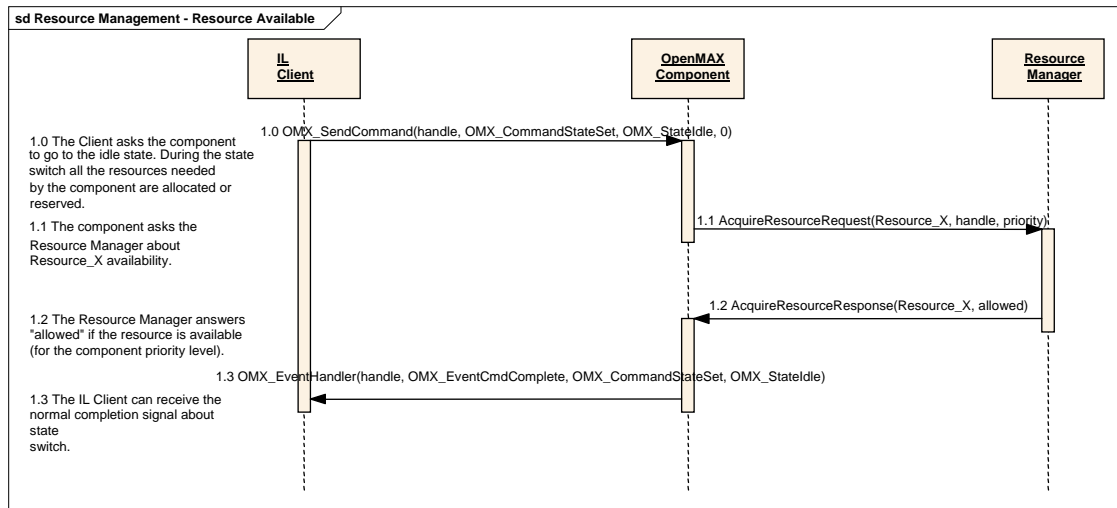 sd Resource Management - Resource Available
IL
Client
OpenMAX
Component
Resource
Manager
1.0 OMX_SendCommand(handle, OMX_CommandStateSet, OMX_StateIdle, 0)
1.0 The Client asks the component
to go to the idle state. During the state
switch all the resources needed
by the component are allocated or
reserved.
1.1 AcquireResourceRequest(Resource_X, handle, priority)
1.1 The component asks the
Resource Manager about
Resource_X availability.
1.2 AcquireResourceResponse(Resource_X, allowed)
1.2 The Resource Manager answers
"allowed" if the resource is available
(for the component priority level).
1.3 OMX_EventHandler(handle, OMX_EventCmdComplete, OMX_CommandStateSet, OMX_StateIdle)
1.3 The IL Client can receive the
normal completion signal about
state
switch.